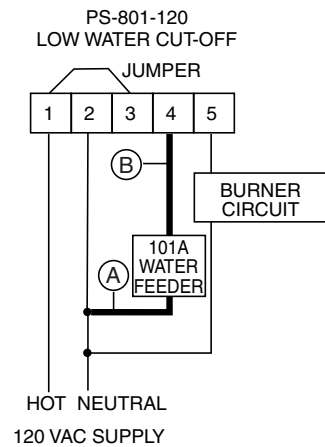 PS-801-120
LOW WATER CUT-OFF
JUMPER
1 2 3 4 5
B
BURNER
CIRCUIT
101A
WATER
FEEDER
A
HOT NEUTRAL
120 VAC SUPPLY